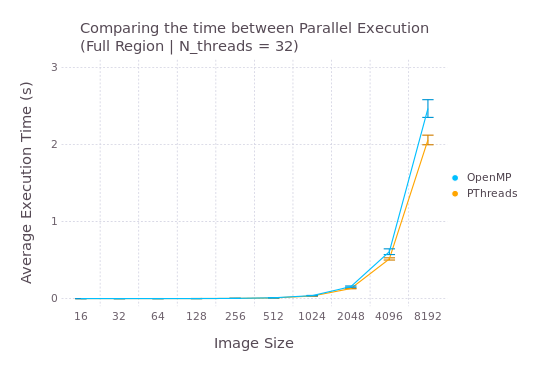 Comparing the time between Parallel Execution
(Full Region | N_threads = 32)
Average Execution Time (s)
3
2
1
0
16 32 64 128 256 512 1024 2048 4096 8192
Image Size
OpenMP
PThreads